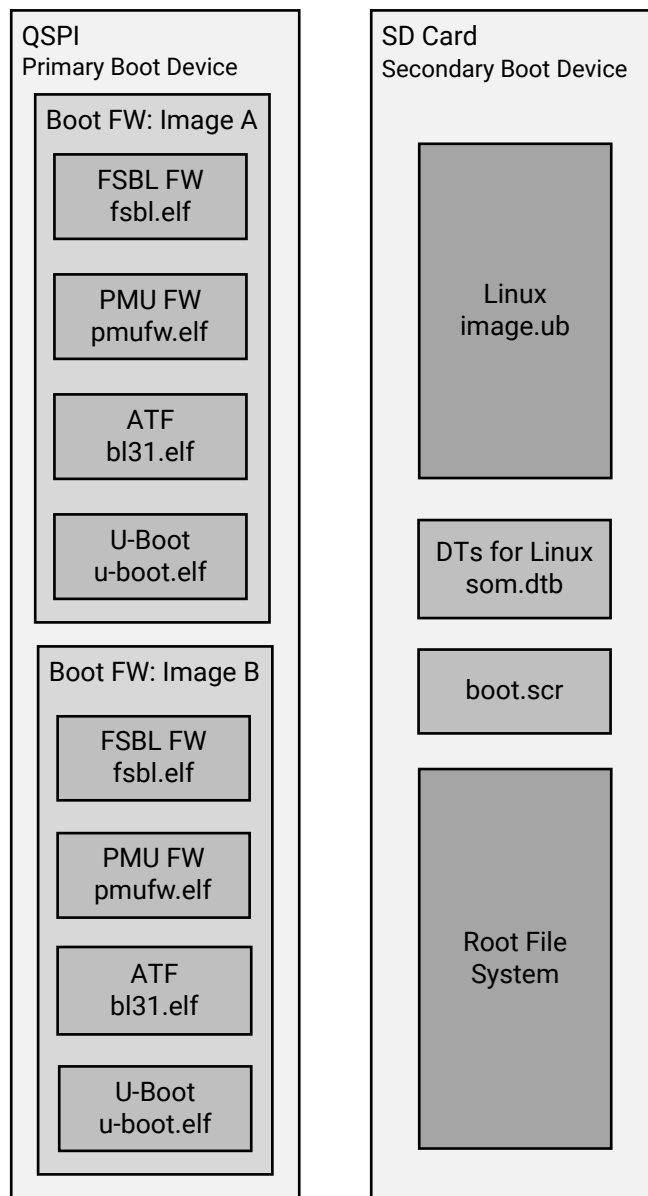 QSPI
Primary Boot Device
Boot FW: Image A
FSBL FW
fsbl.elf
PMU FW
pmufw.elf
ATF
bl31.elf
U-Boot
u-boot.elf
Boot FW: Image B
FSBL FW
fsbl.elf
PMU FW
pmufw.elf
ATF
bl31.elf
U-Boot
u-boot.elf
SD Card
Secondary Boot Device
Linux
image.ub
DTs for Linux
som.dtb
boot.scr
Root File
System